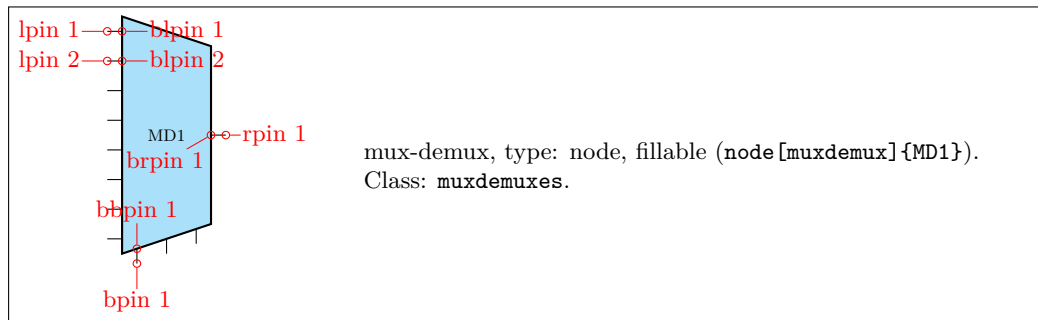 lpin 1
blpin 1
lpin 2
blpin 2
MD1
rpin 1
brpin 1
bbpin 1
bpin 1
mux-demux, type: node, fillable (node[muxdemux]{MD1}).
Class: muxdemuxes.